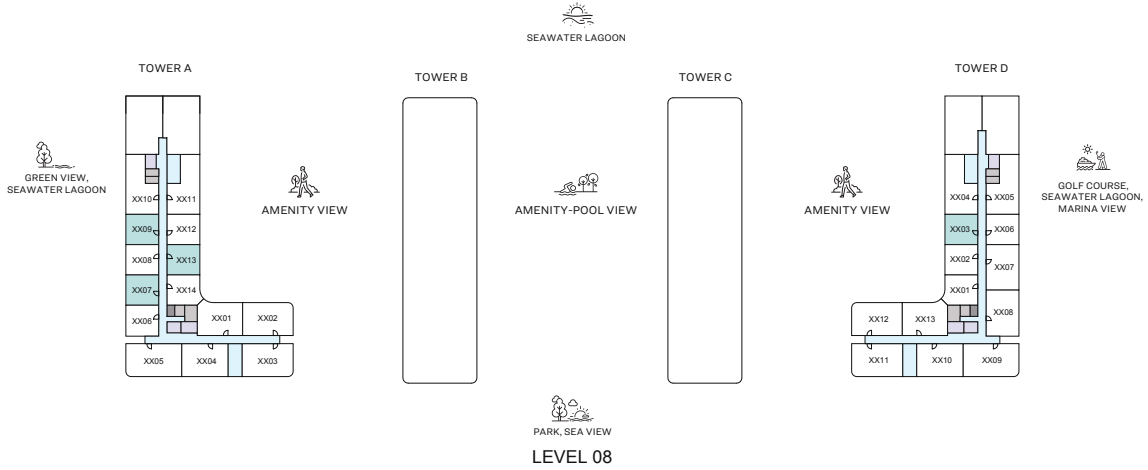 SEAWATER LAGOON
TOWER A
TOWER B
TOWER C
TOWER D
GREEN VIEW,
SEAWATER LAGOON
AMENITY VIEW
AMENITY-POOL VIEW
AMENITY VIEW
GOLF COURSE,
SEAWATER LAGOON,
MARINA VIEW
XX10 XX11
XX09 XX12
XX08 XX13
XX07 XX14
XX06 XX01 XX02
XX05 XX04 XX03
XX04 XX05
XX03 XX06
XX02 XX07
XX01
XX12 XX13 XX08
XX11 XX10 XX09
PARK, SEA VIEW
LEVEL 08